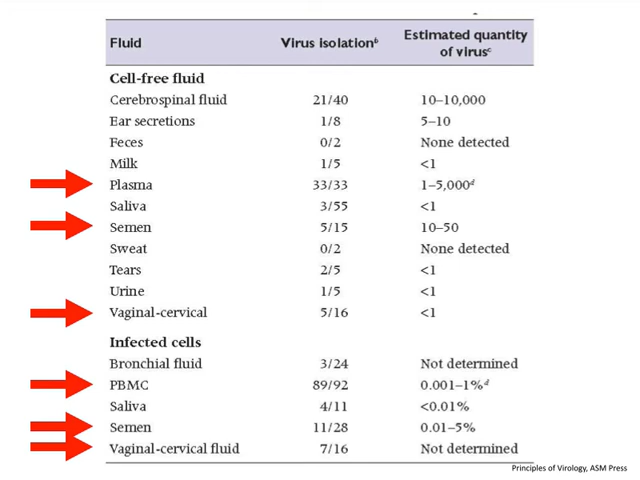 Fluid Virus isolationᵇ Estimated quantity
of virusᶜ
Cell-free fluid
Cerebrospinal fluid 21/40 10–10,000
Ear secretions 1/8 5–10
Feces 0/2 None detected
Milk 1/5 <1
Plasma 33/33 1–5,000ᵈ
Saliva 3/55 <1
Semen 5/15 10–50
Sweat 0/2 None detected
Tears 2/5 <1
Urine 1/5 <1
Vaginal-cervical 5/16 <1
Infected cells
Bronchial fluid 3/24 Not determined
PBMC 89/92 0.001–1%ᵈ
Saliva 4/11 <0.01%
Semen 11/28 0.01–5%
Vaginal-cervical fluid 7/16 Not determined
Principles of Virology, ASM Press